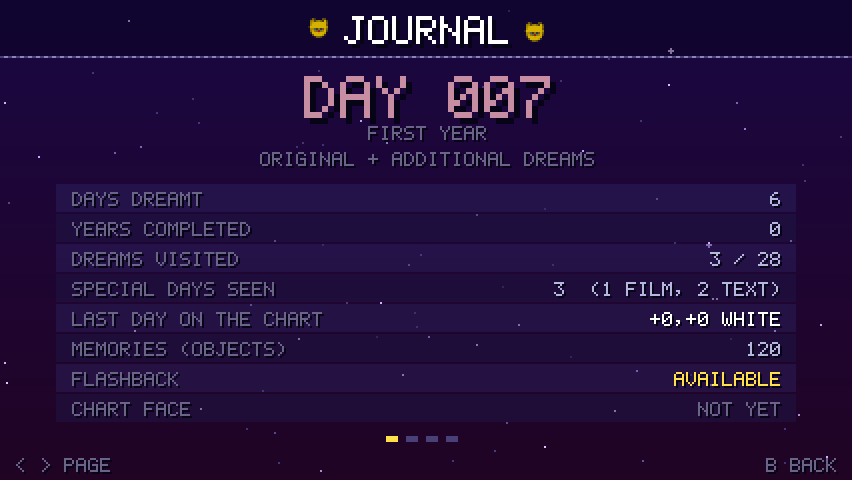 JOURNAL
DAY 007
FIRST YEAR
ORIGINAL + ADDITIONAL DREAMS
DAYS DREAMT 6
YEARS COMPLETED 0
DREAMS VISITED 3 / 28
SPECIAL DAYS SEEN 3 (1 FILM, 2 TEXT)
LAST DAY ON THE CHART +0,+0 WHITE
MEMORIES (OBJECTS) 120
FLASHBACK AVAILABLE
CHART FACE NOT YET
< > PAGE B BACK